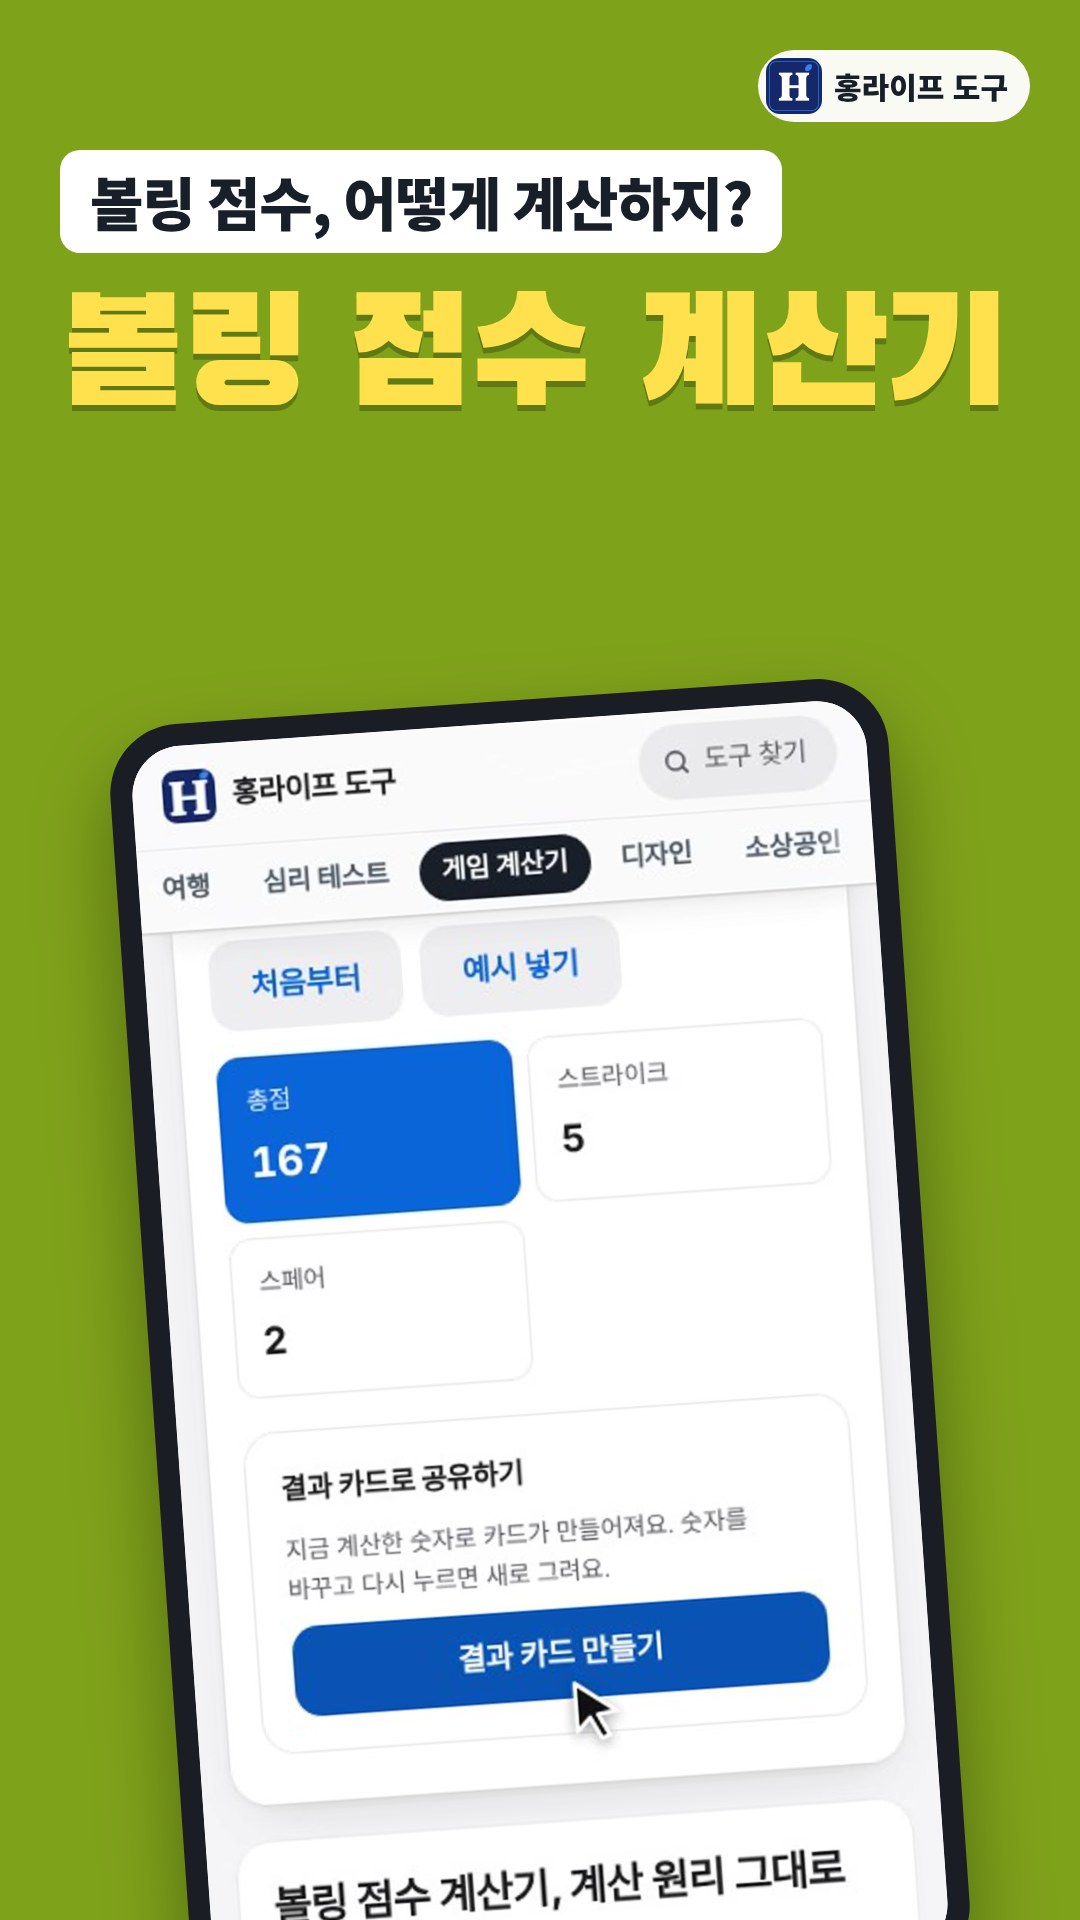 H 홍라이프 도구
볼링 점수, 어떻게 계산하지?
볼링 점수 계산기
H 홍라이프 도구
도구 찾기
여행 심리 테스트 게임 계산기 디자인 소상공인
처음부터 예시 넣기
총점
167
스트라이크
5
스페어
2
결과 카드로 공유하기
지금 계산한 숫자로 카드가 만들어져요. 숫자를
바꾸고 다시 누르면 새로 그려요.
결과 카드 만들기
볼링 점수 계산기, 계산 원리 그대로